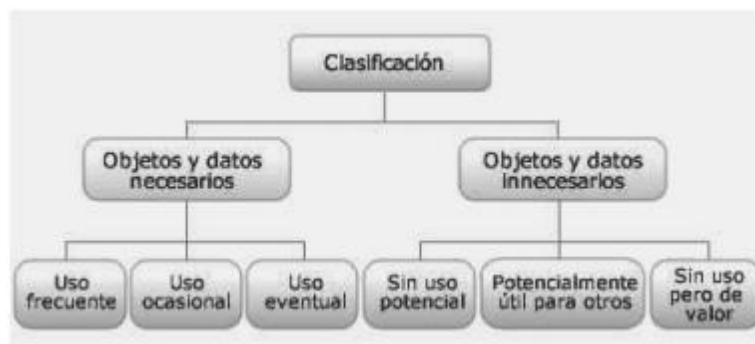 Clasificación
Objetos y datos
necesarios
Objetos y datos
innecesarios
Uso
frecuente
Uso
ocasional
Uso
eventual
Sin uso
potencial
Potencialmente
útil para otros
Sin uso
pero de
valor